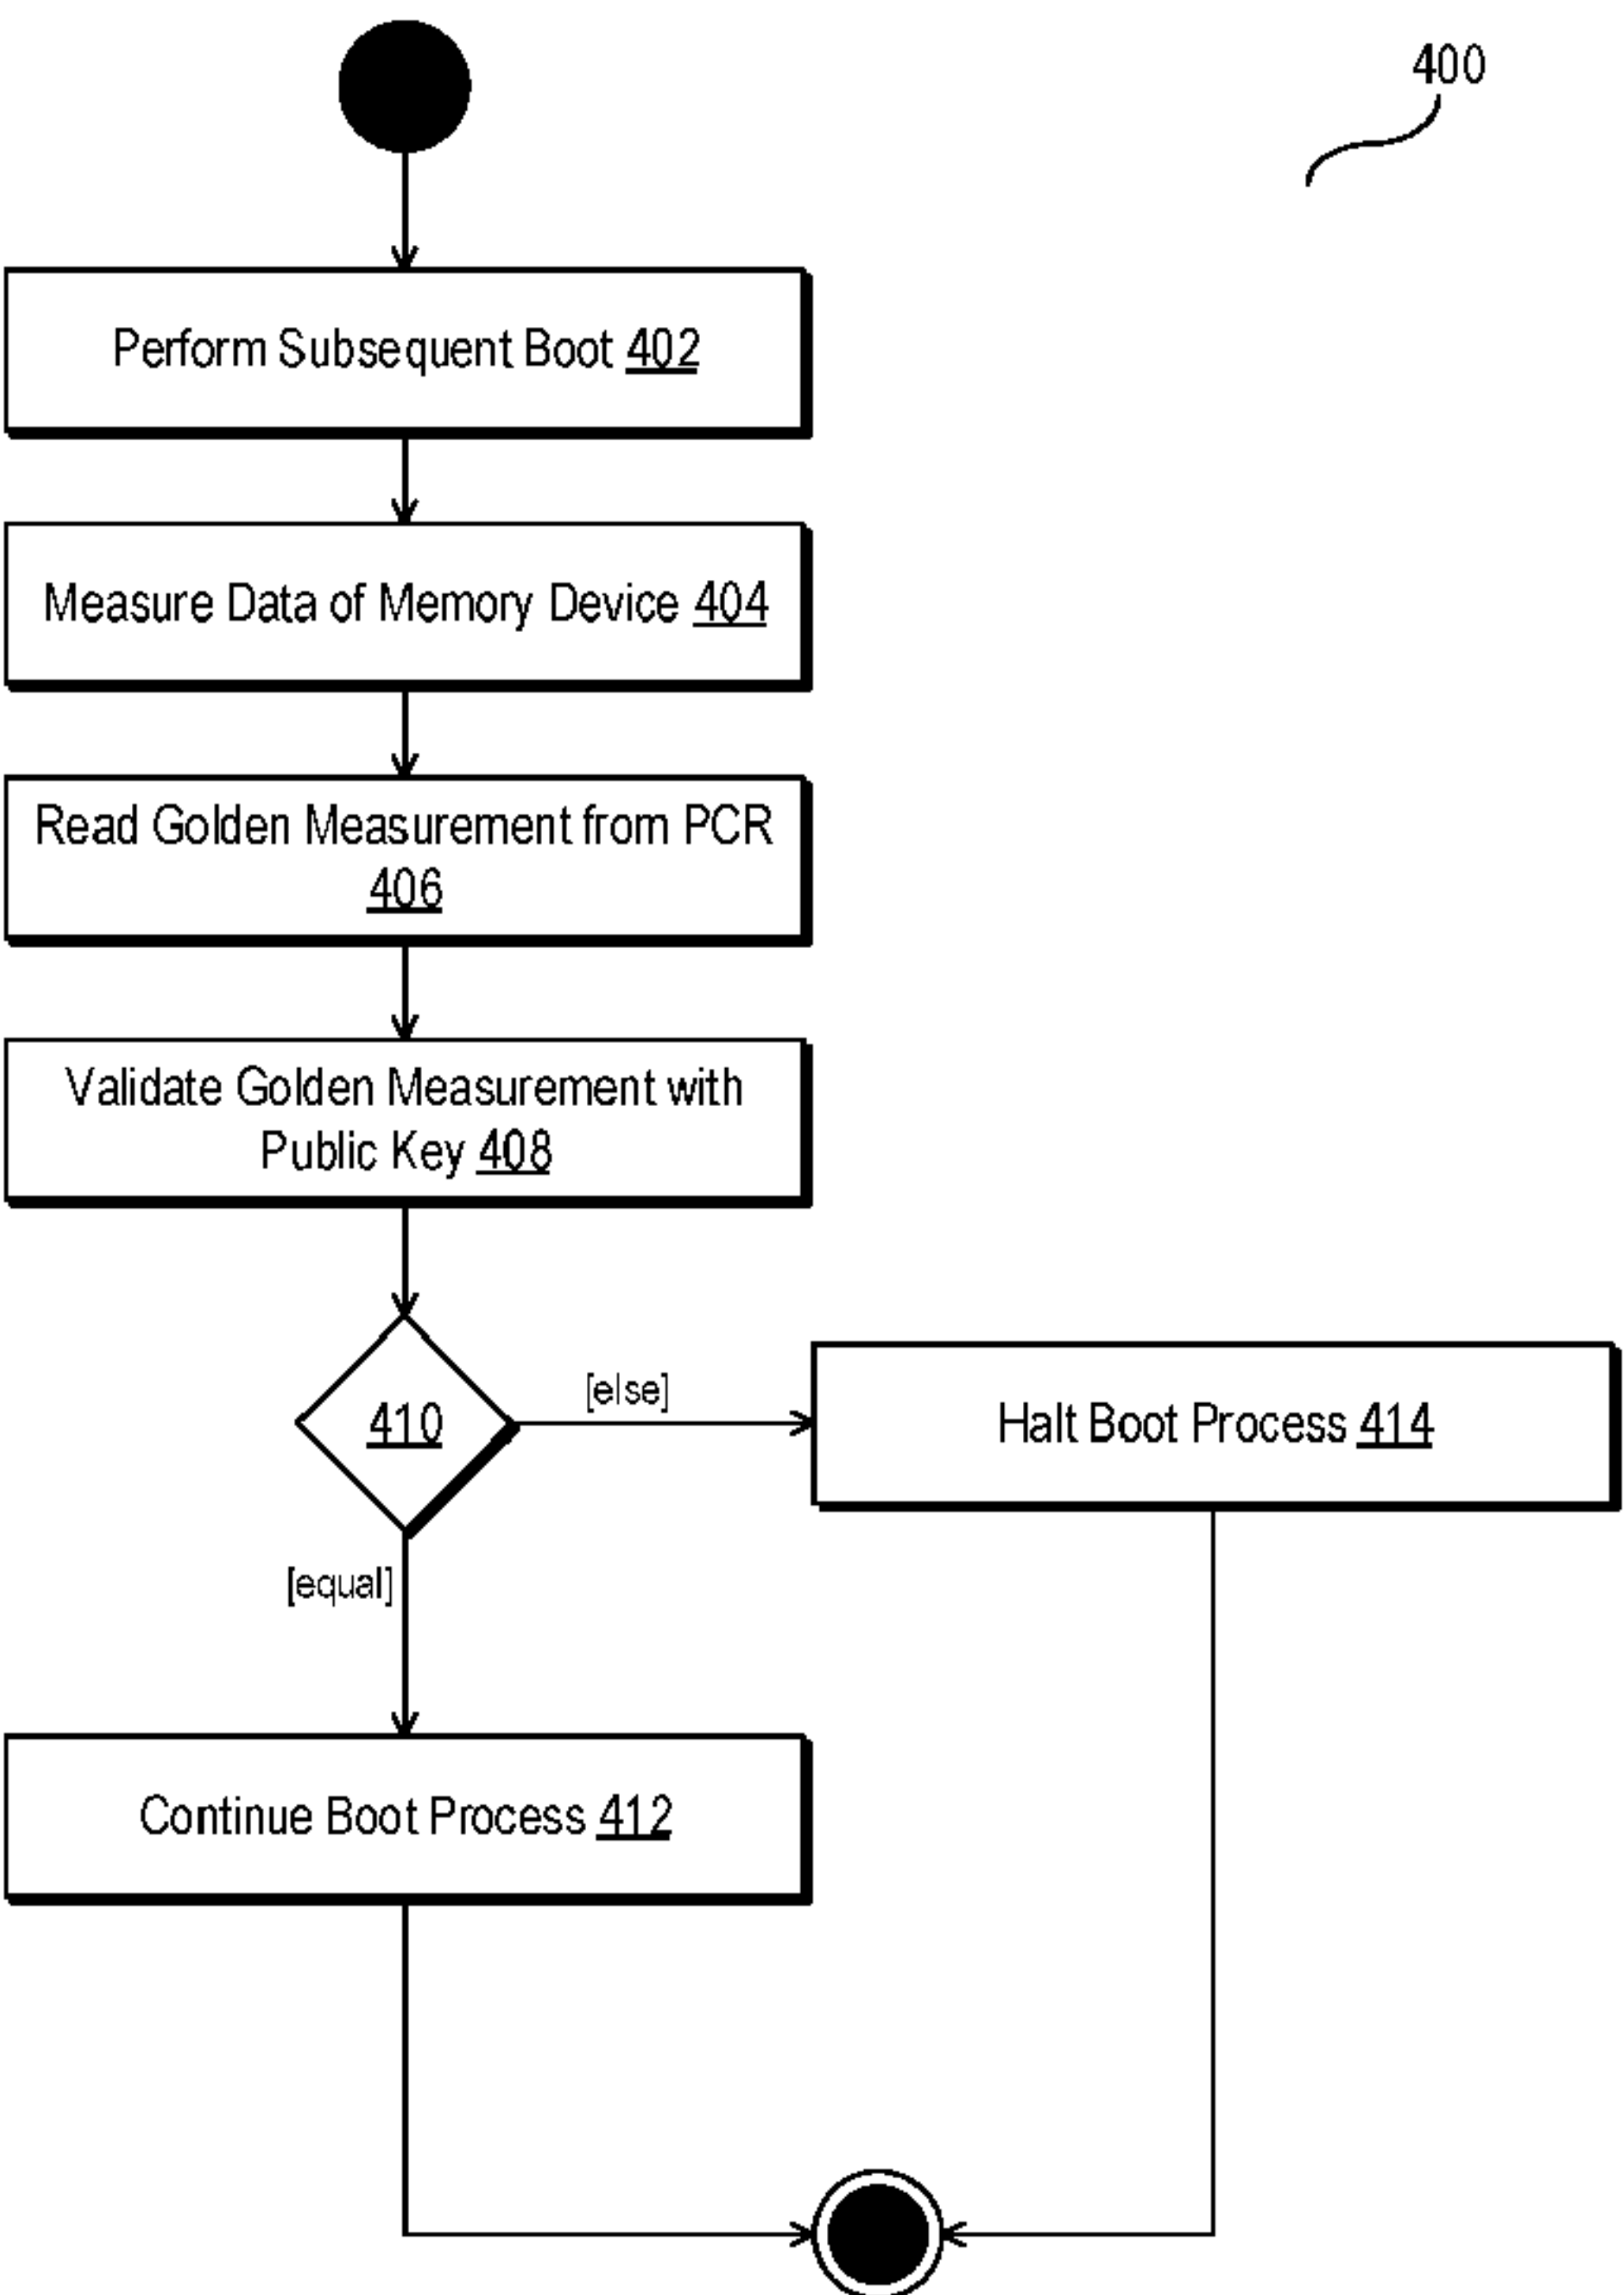 400
Perform Subsequent Boot 402
Measure Data of Memory Device 404
Read Golden Measurement from PCR
406
Validate Golden Measurement with
Public Key 408
410
[else]
Halt Boot Process 414
[equal]
Continue Boot Process 412